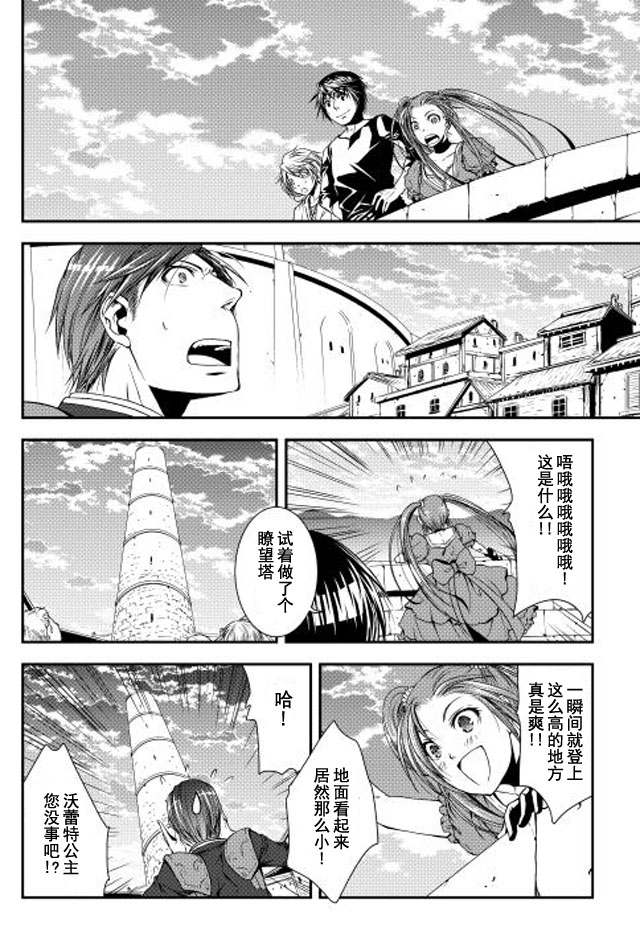 唔哦哦哦哦哦哦！
这是什么!!
试着做了个
瞭望塔
一瞬间就登上
这么高的地方
真是爽!!
地面看起来
居然那么小！
哈！
沃蕾特公主
您没事吧!?